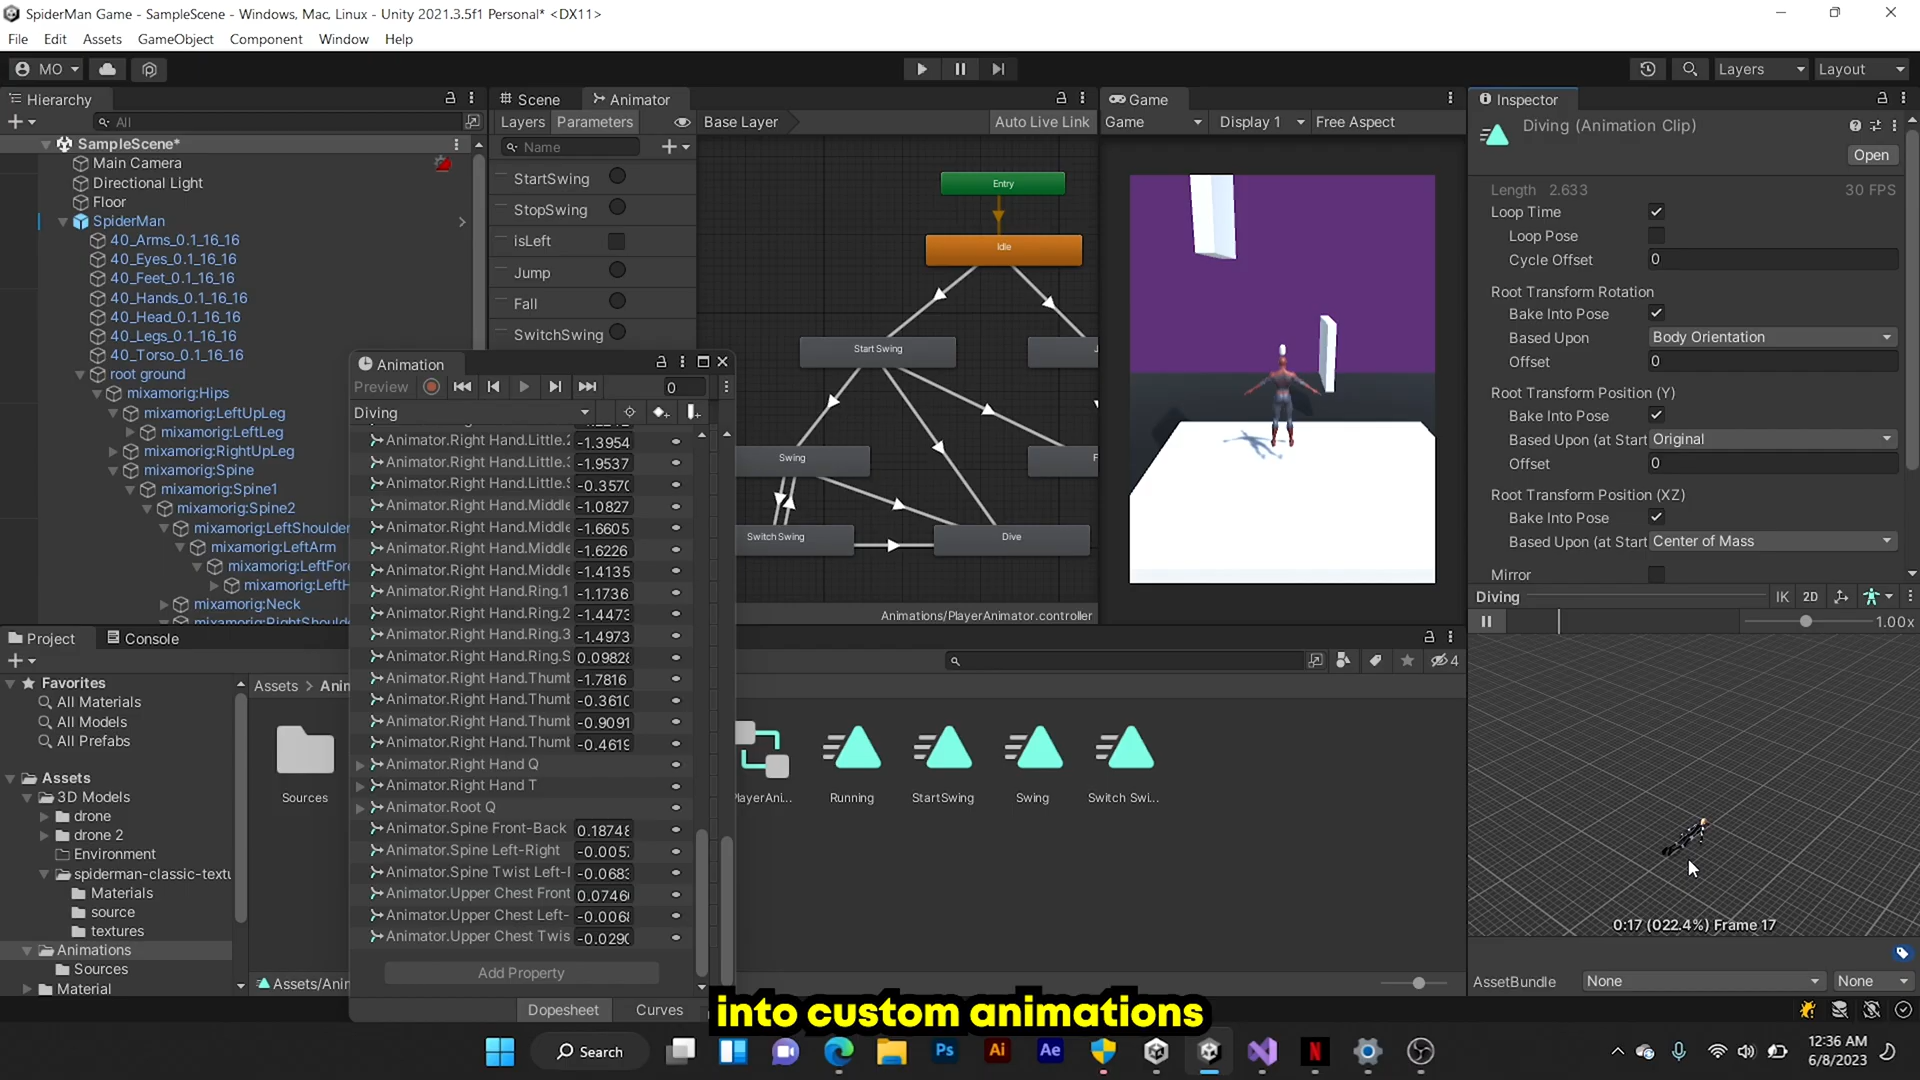 SpiderMan Game - SampleScene - Windows, Mac, Linux - Unity 2021.3.5f1 Personal* <DX11>
File Edit Assets GameObject Component Window Help
MO
Layers Layout
Hierarchy
All
SampleScene*
Main Camera
Directional Light
Floor
SpiderMan
40_Arms_0.1_16_16
40_Eyes_0.1_16_16
40_Feet_0.1_16_16
40_Hands_0.1_16_16
40_Head_0.1_16_16
40_Legs_0.1_16_16
40_Torso_0.1_16_16
root ground
mixamorig:Hips
mixamorig:LeftUpLeg
mixamorig:LeftLeg
mixamorig:RightUpLeg
mixamorig:Spine
mixamorig:Spine1
mixamorig:Spine2
mixamorig:LeftShoulder
mixamorig:LeftArm
mixamorig:LeftFor
mixamorig:LeftH
mixamorig:Neck
mixamorig:RightShould
Scene Animator
Layers Parameters
Base Layer
Auto Live Link
Name
StartSwing
StopSwing
isLeft
Jump
Fall
SwitchSwing
Entry
Idle
Start Swing
Swing
Switch Swing
Dive
Animations/PlayerAnimator.controller
Game
Game Display 1 Free Aspect
Animation
Preview
0
Diving
Animator.Right Hand.Little.2 -1.3954
Animator.Right Hand.Little.3 -1.9537
Animator.Right Hand.Little.S -0.3570
Animator.Right Hand.Middle -1.0827
Animator.Right Hand.Middle -1.6605
Animator.Right Hand.Middle -1.6226
Animator.Right Hand.Middle -1.4135
Animator.Right Hand.Ring.1 -1.1736
Animator.Right Hand.Ring.2 -1.4473
Animator.Right Hand.Ring.3 -1.4973
Animator.Right Hand.Ring.S 0.0982
Animator.Right Hand.Thumb -1.7816
Animator.Right Hand.Thumb -0.3610
Animator.Right Hand.Thumb -0.9091
Animator.Right Hand.Thumb -0.4619
Animator.Right Hand Q
Animator.Right Hand T
Animator.Root Q
Animator.Spine Front-Back 0.1874
Animator.Spine Left-Right -0.005
Animator.Spine Twist Left- -0.068
Animator.Upper Chest Front 0.0746
Animator.Upper Chest Left- -0.006
Animator.Upper Chest Twis -0.0290
Add Property
Dopesheet Curves
Project Console
Favorites
All Materials
All Models
All Prefabs
Assets
3D Models
drone
drone 2
Environment
spiderman-classic-textu
Materials
source
textures
Animations
Sources
Material
Assets > Anim
4
Sources
PlayerAni...
Running
StartSwing
Swing
Switch Swi...
Assets/Anim
Inspector
Diving (Animation Clip)
Open
Length 2.633 30 FPS
Loop Time
Loop Pose
Cycle Offset 0
Root Transform Rotation
Bake Into Pose
Based Upon Body Orientation
Offset 0
Root Transform Position (Y)
Bake Into Pose
Based Upon (at Start Original
Offset 0
Root Transform Position (XZ)
Bake Into Pose
Based Upon (at Start Center of Mass
Mirror
Diving IK 2D
1.00x
0:17 (022.4%) Frame 17
AssetBundle None None
into custom animations
Search
Ps Ai Ae N
12:36 AM
6/8/2023